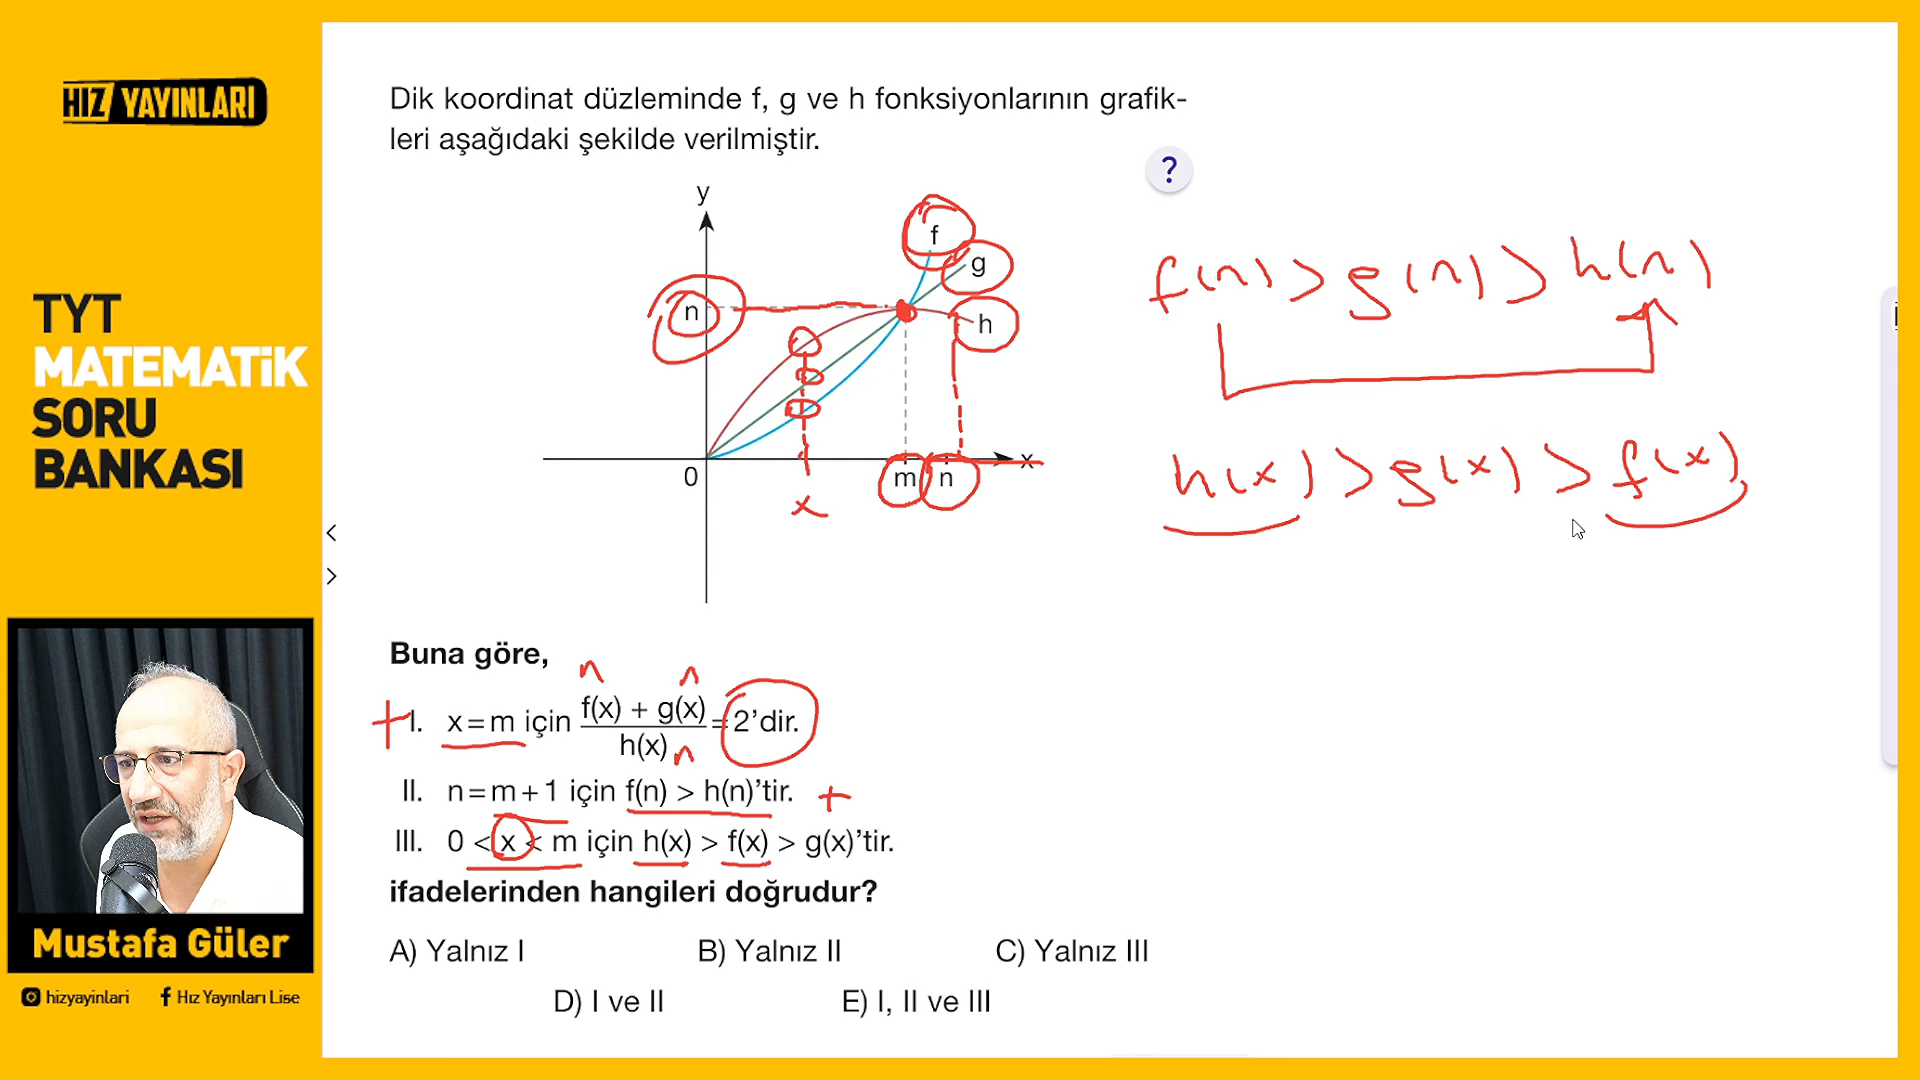 HIZ YAYINLARI
TYT
MATEMATİK
SORU
BANKASI
Mustafa Güler
hizyayinlari
Hız Yayınları Lise
Dik koordinat düzleminde f, g ve h fonksiyonlarının grafik-
leri aşağıdaki şekilde verilmiştir.
?
y
f
g
n
h
0
m
n
x
x
f(n) > g(n) > h(n)
h(x) > g(x) > f(x)
<
>
Buna göre,
n n
+ I. x = m için f(x) + g(x) / h(x) = 2'dir.
n
II. n = m + 1 için f(n) > h(n)'tir. +
III. 0 < x < m için h(x) > f(x) > g(x)'tir.
ifadelerinden hangileri doğrudur?
A) Yalnız I B) Yalnız II C) Yalnız III
D) I ve II E) I, II ve III